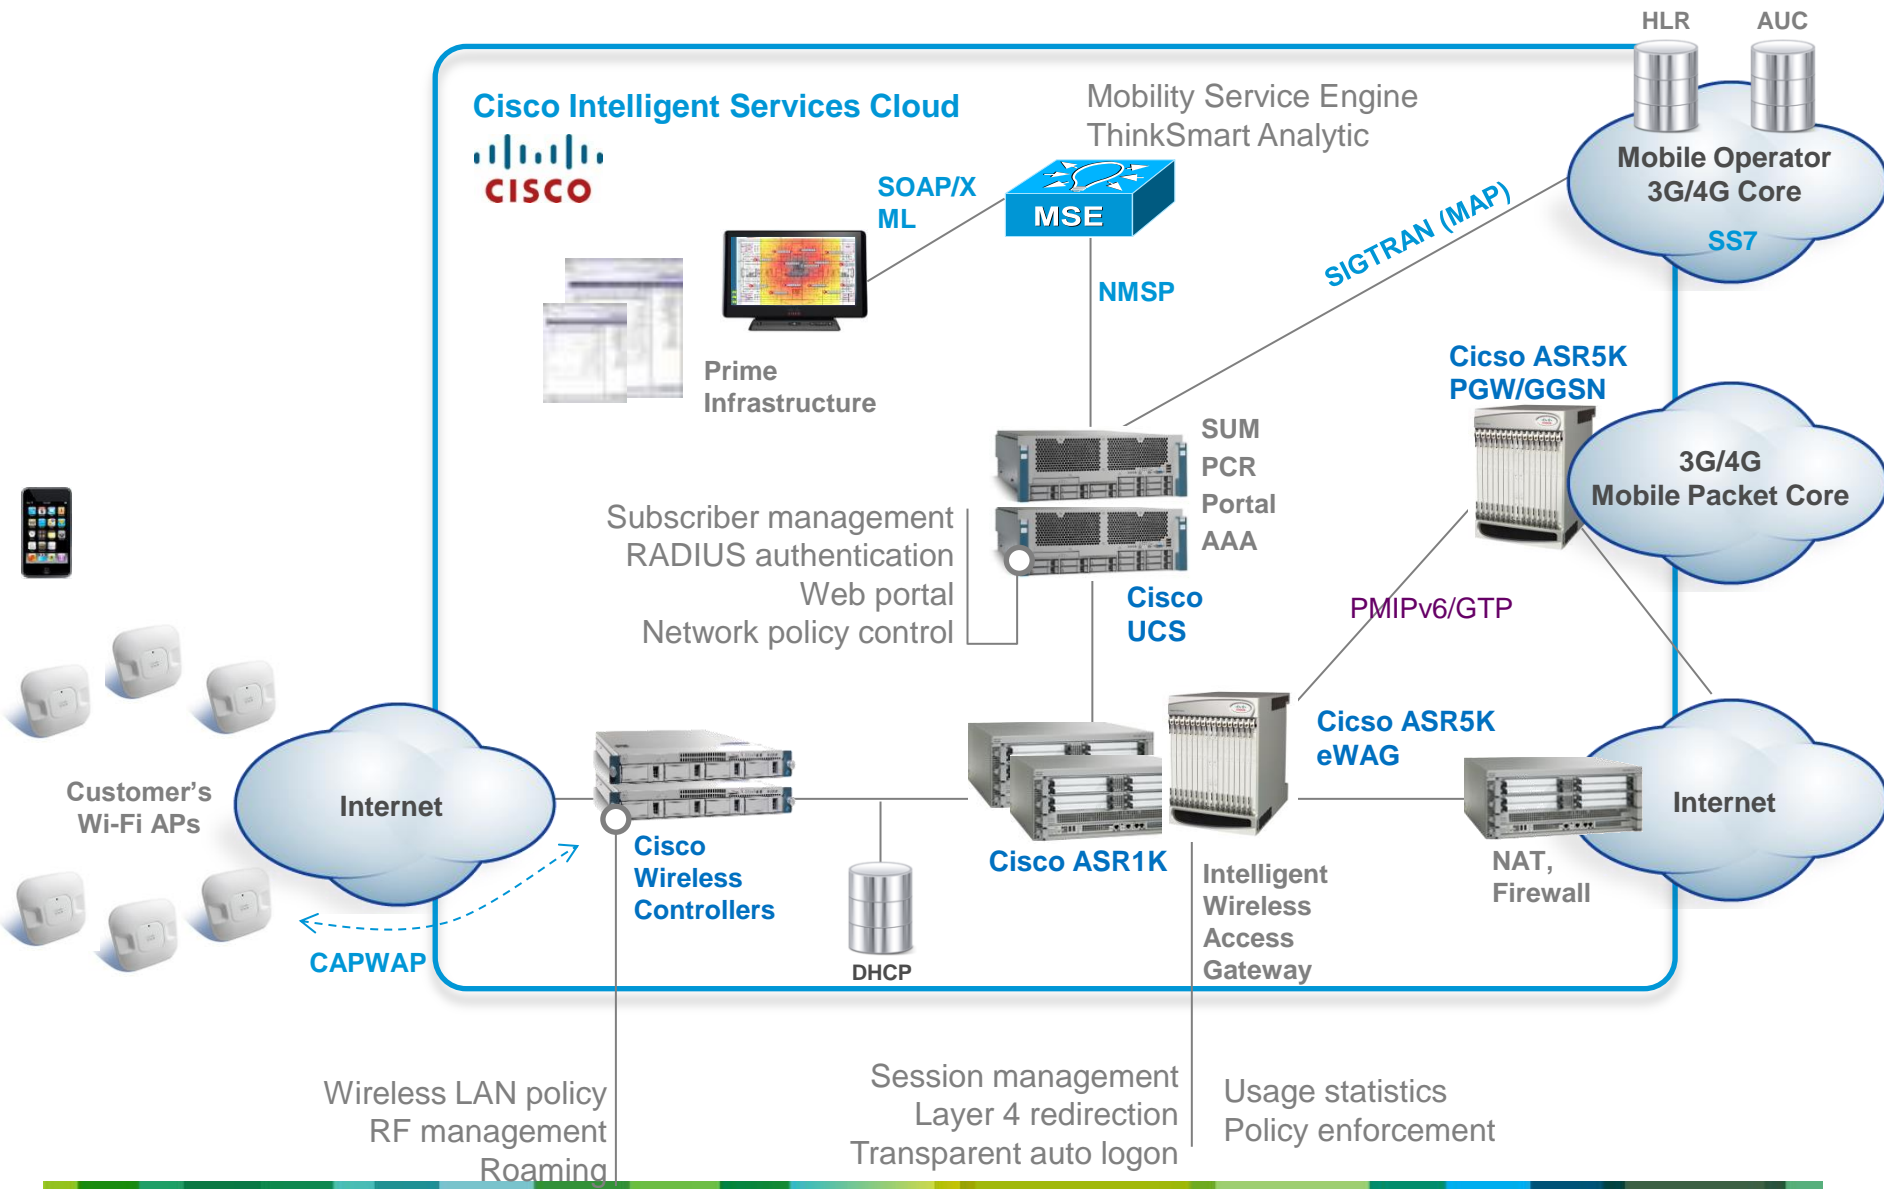 HLR
AUC
Cisco Intelligent Services Cloud
CISCO
Mobility Service Engine
ThinkSmart Analytic
Mobile Operator
3G/4G Core
SS7
SOAP/X
ML
MSE
SIGTRAN (MAP)
NMSP
Prime
Infrastructure
Cicso ASR5K
PGW/GGSN
SUM
PCR
Portal
AAA
3G/4G
Mobile Packet Core
Subscriber management
RADIUS authentication
Web portal
Network policy control
Cisco
UCS
PMIPv6/GTP
Cicso ASR5K
eWAG
Customer's
Wi-Fi APs
Internet
Internet
Cisco
Wireless
Controllers
Cisco ASR1K
Intelligent
Wireless
Access
Gateway
NAT,
Firewall
CAPWAP
DHCP
Wireless LAN policy
RF management
Roaming
Session management
Layer 4 redirection
Transparent auto logon
Usage statistics
Policy enforcement